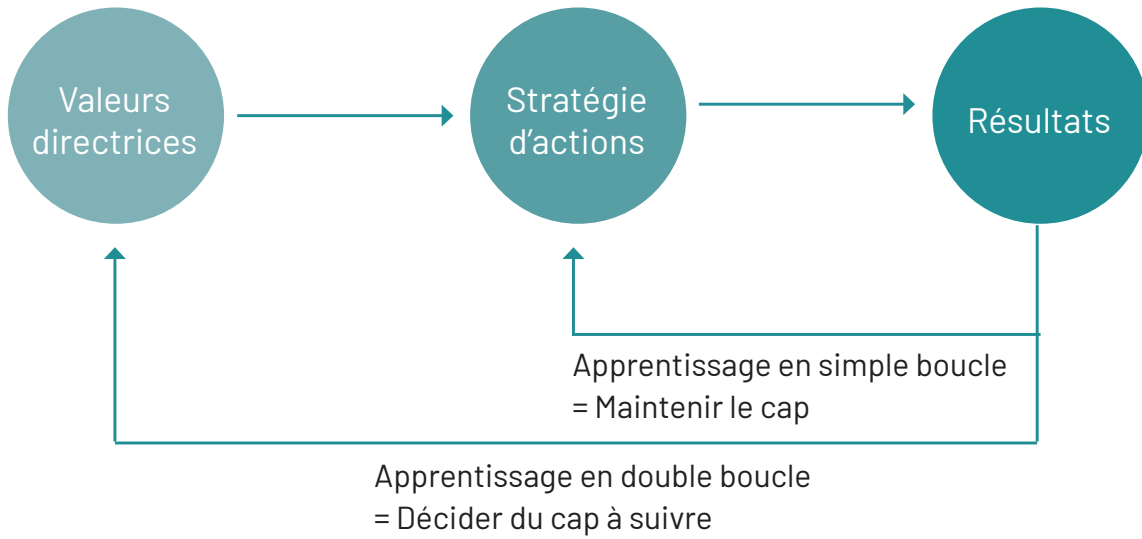 Valeurs
directrices
Stratégie
d’actions
Résultats
Apprentissage en simple boucle
= Maintenir le cap
Apprentissage en double boucle
= Décider du cap à suivre